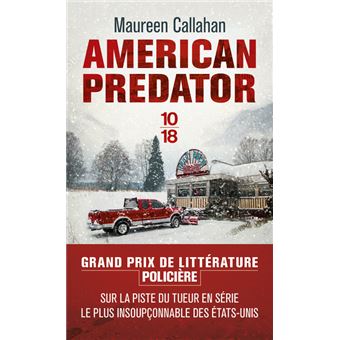 Maureen Callahan
AMERICAN
PREDATOR
10
18
GRAND PRIX DE LITTÉRATURE
POLICIÈRE
SUR LA PISTE DU TUEUR EN SÉRIE
LE PLUS INSOUPÇONNABLE DES ÉTATS-UNIS